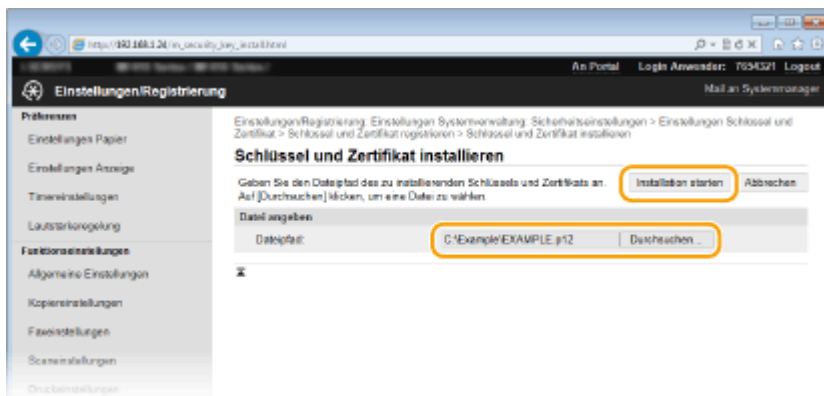 http://192.168.1.24/m_security_key_install.html
An Portal Login Anwender: 7654321 Logout
Einstellungen/Registrierung
Mail an Systemmanager
Präferenzen
Einstellungen Papier
Einstellungen Anzeige
Timereinstellungen
Lautstärkeregelung
Funktionseinstellungen
Allgemeine Einstellungen
Kopiereinstellungen
Faxeinstellungen
Scaneinstellungen
Druckeinstellungen
Einstellungen/Registrierung: Einstellungen Systemverwaltung: Sicherheitseinstellungen > Einstellungen Schlüssel und
Zertifikat > Schlüssel und Zertifikat registrieren > Schlüssel und Zertifikat installieren
Schlüssel und Zertifikat installieren
Geben Sie den Dateipfad des zu installierenden Schlüssels und Zertifikats an.
Auf [Durchsuchen] klicken, um eine Datei zu wählen.
Installation starten
Abbrechen
Datei angeben
Dateipfad: C:\Example\EXAMPLE.p12 Durchsuchen...